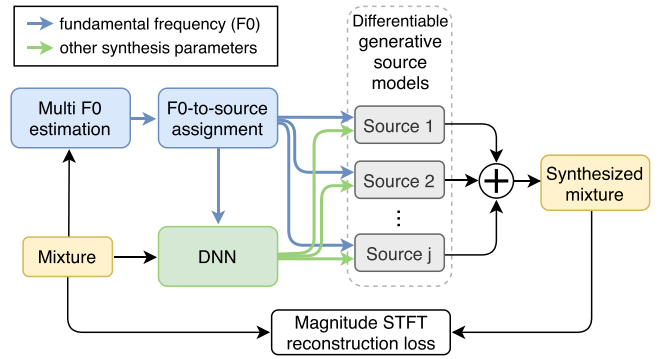 fundamental frequency (F0)
other synthesis parameters
Differentiable
generative
source
models
Multi F0
estimation
F0-to-source
assignment
Source 1
Source 2
⋮
Source j
+
Synthesized
mixture
Mixture
DNN
Magnitude STFT
reconstruction loss